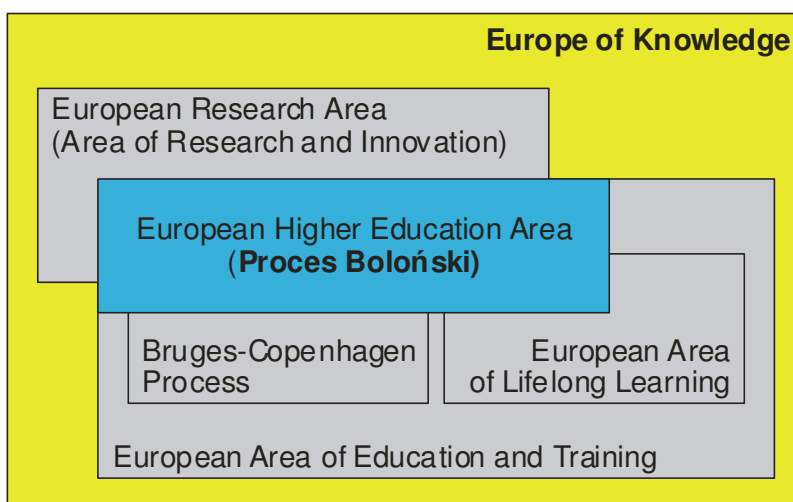 Europe of Knowledge
European Research Area
(Area of Research and Innovation)
European Higher Education Area
(Proces Boloński)
Bruges-Copenhagen
Process
European Area
of Lifelong Learning
European Area of Education and Training